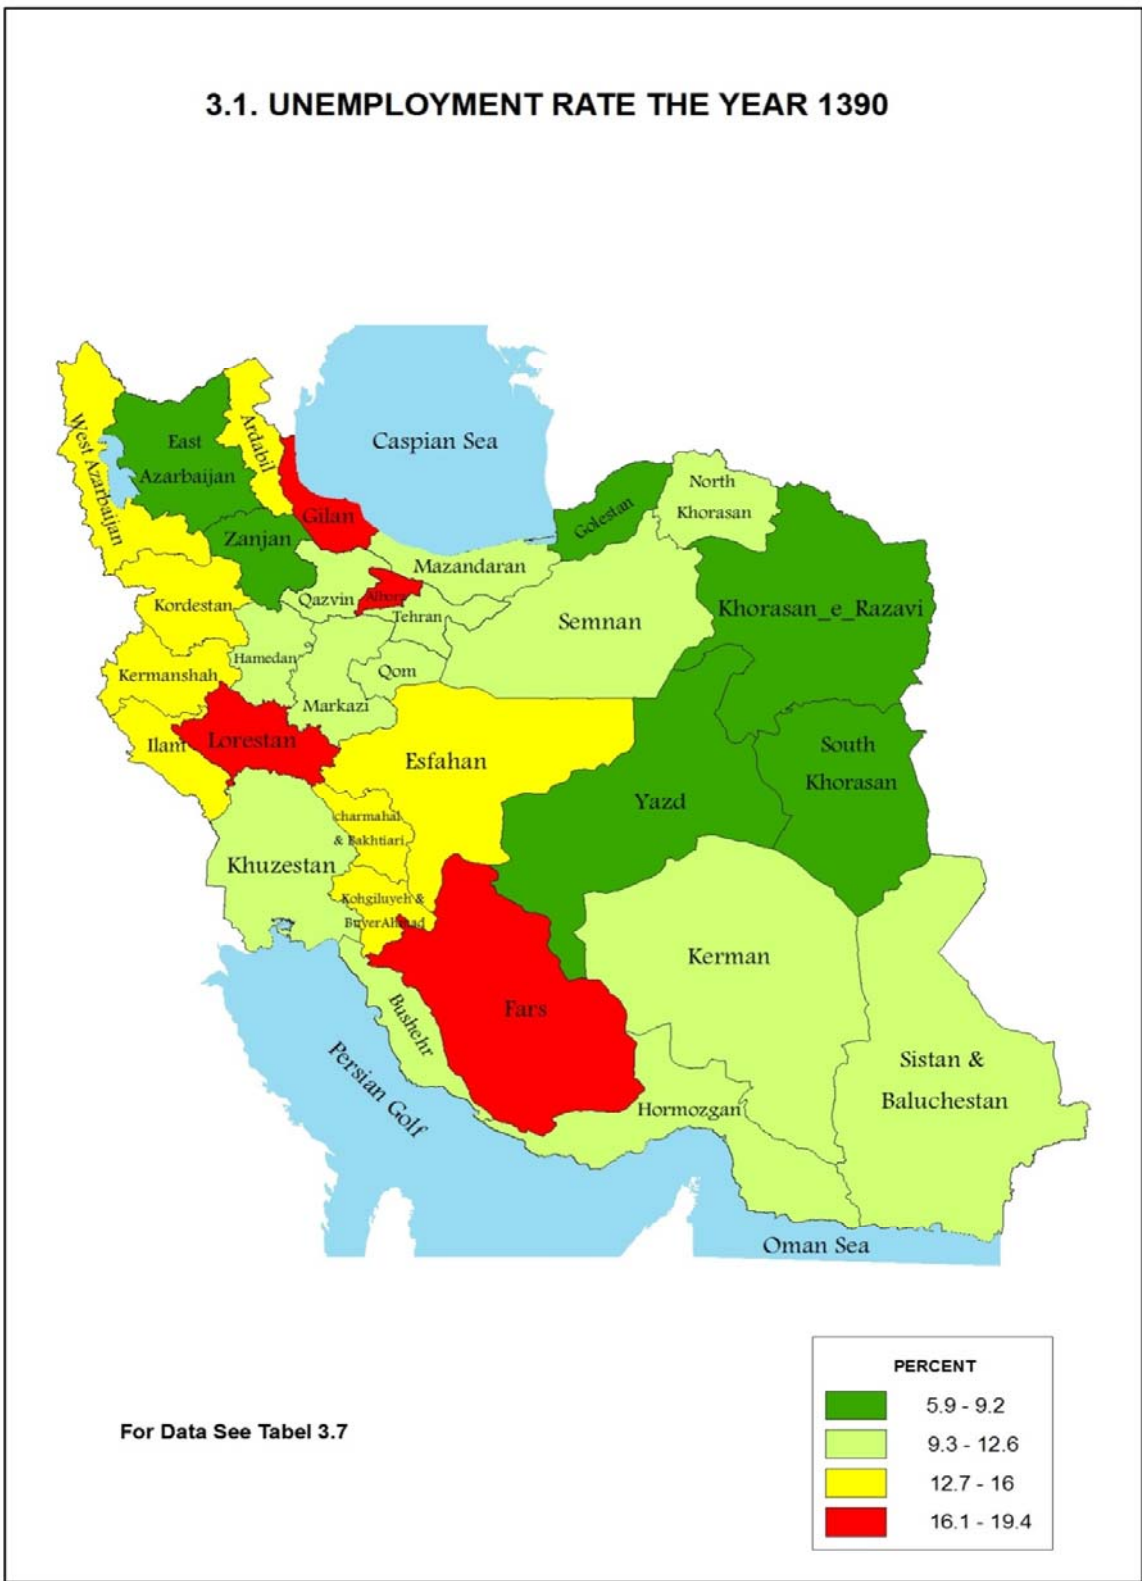 3.1. UNEMPLOYMENT RATE THE YEAR 1390
Caspian Sea
West Azarbaijan
East
Azarbaijan
Ardabil
Gilan
Zanjan
Golestan
North
Khorasan
Mazandaran
Qazvin
Alborz
Tehran
Kordestan
Semnan
Khorasan_e_Razavi
Hamedan
Qom
Kermanshah
Markazi
Ilam
Lorestan
Esfahan
South
Khorasan
Yazd
charmahal
& Bakhtiari
Khuzestan
Kohgiluyeh &
BuyerAhmad
Kerman
Fars
Bushehr
Persian Golf
Sistan &
Baluchestan
Hormozgan
Oman Sea
PERCENT
5.9 - 9.2
9.3 - 12.6
12.7 - 16
16.1 - 19.4
For Data See Tabel 3.7